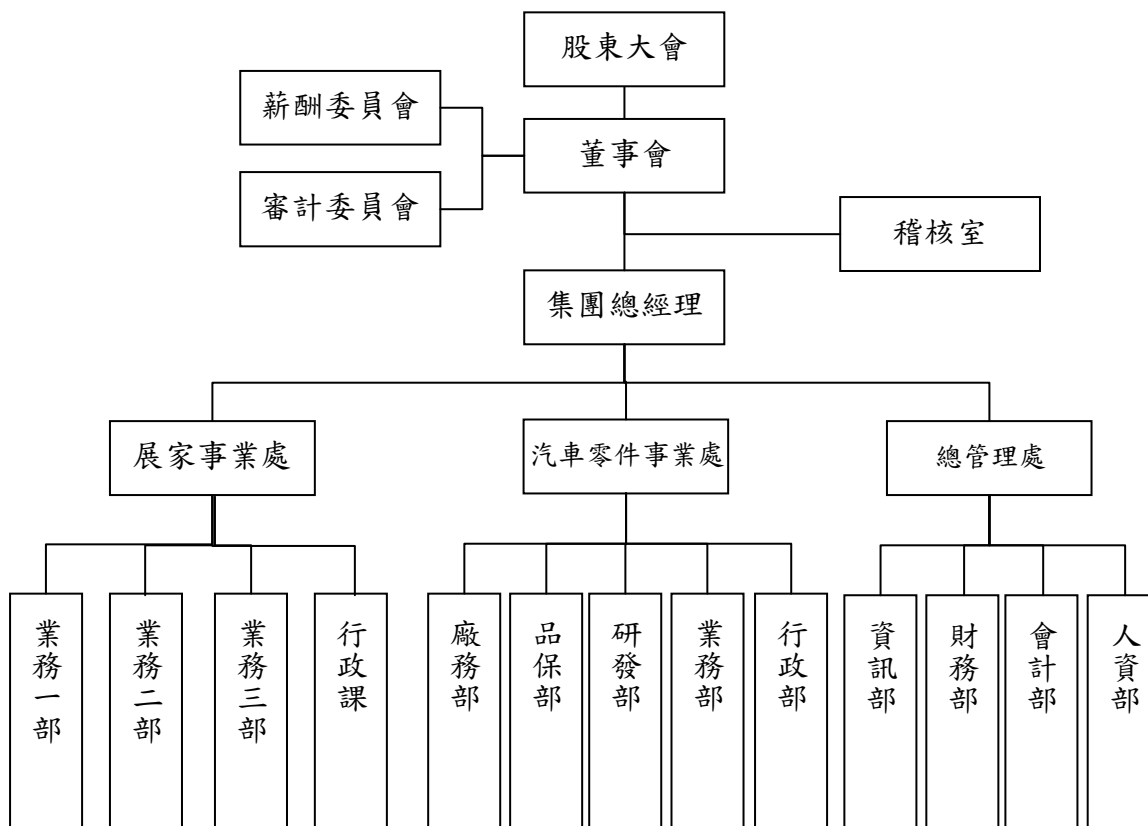 股東大會
薪酬委員會
董事會
審計委員會
稽核室
集團總經理
展家事業處
汽車零件事業處
總管理處
業務一部
業務二部
業務三部
行政課
廠務部
品保部
研發部
業務部
行政部
資訊部
財務部
會計部
人資部